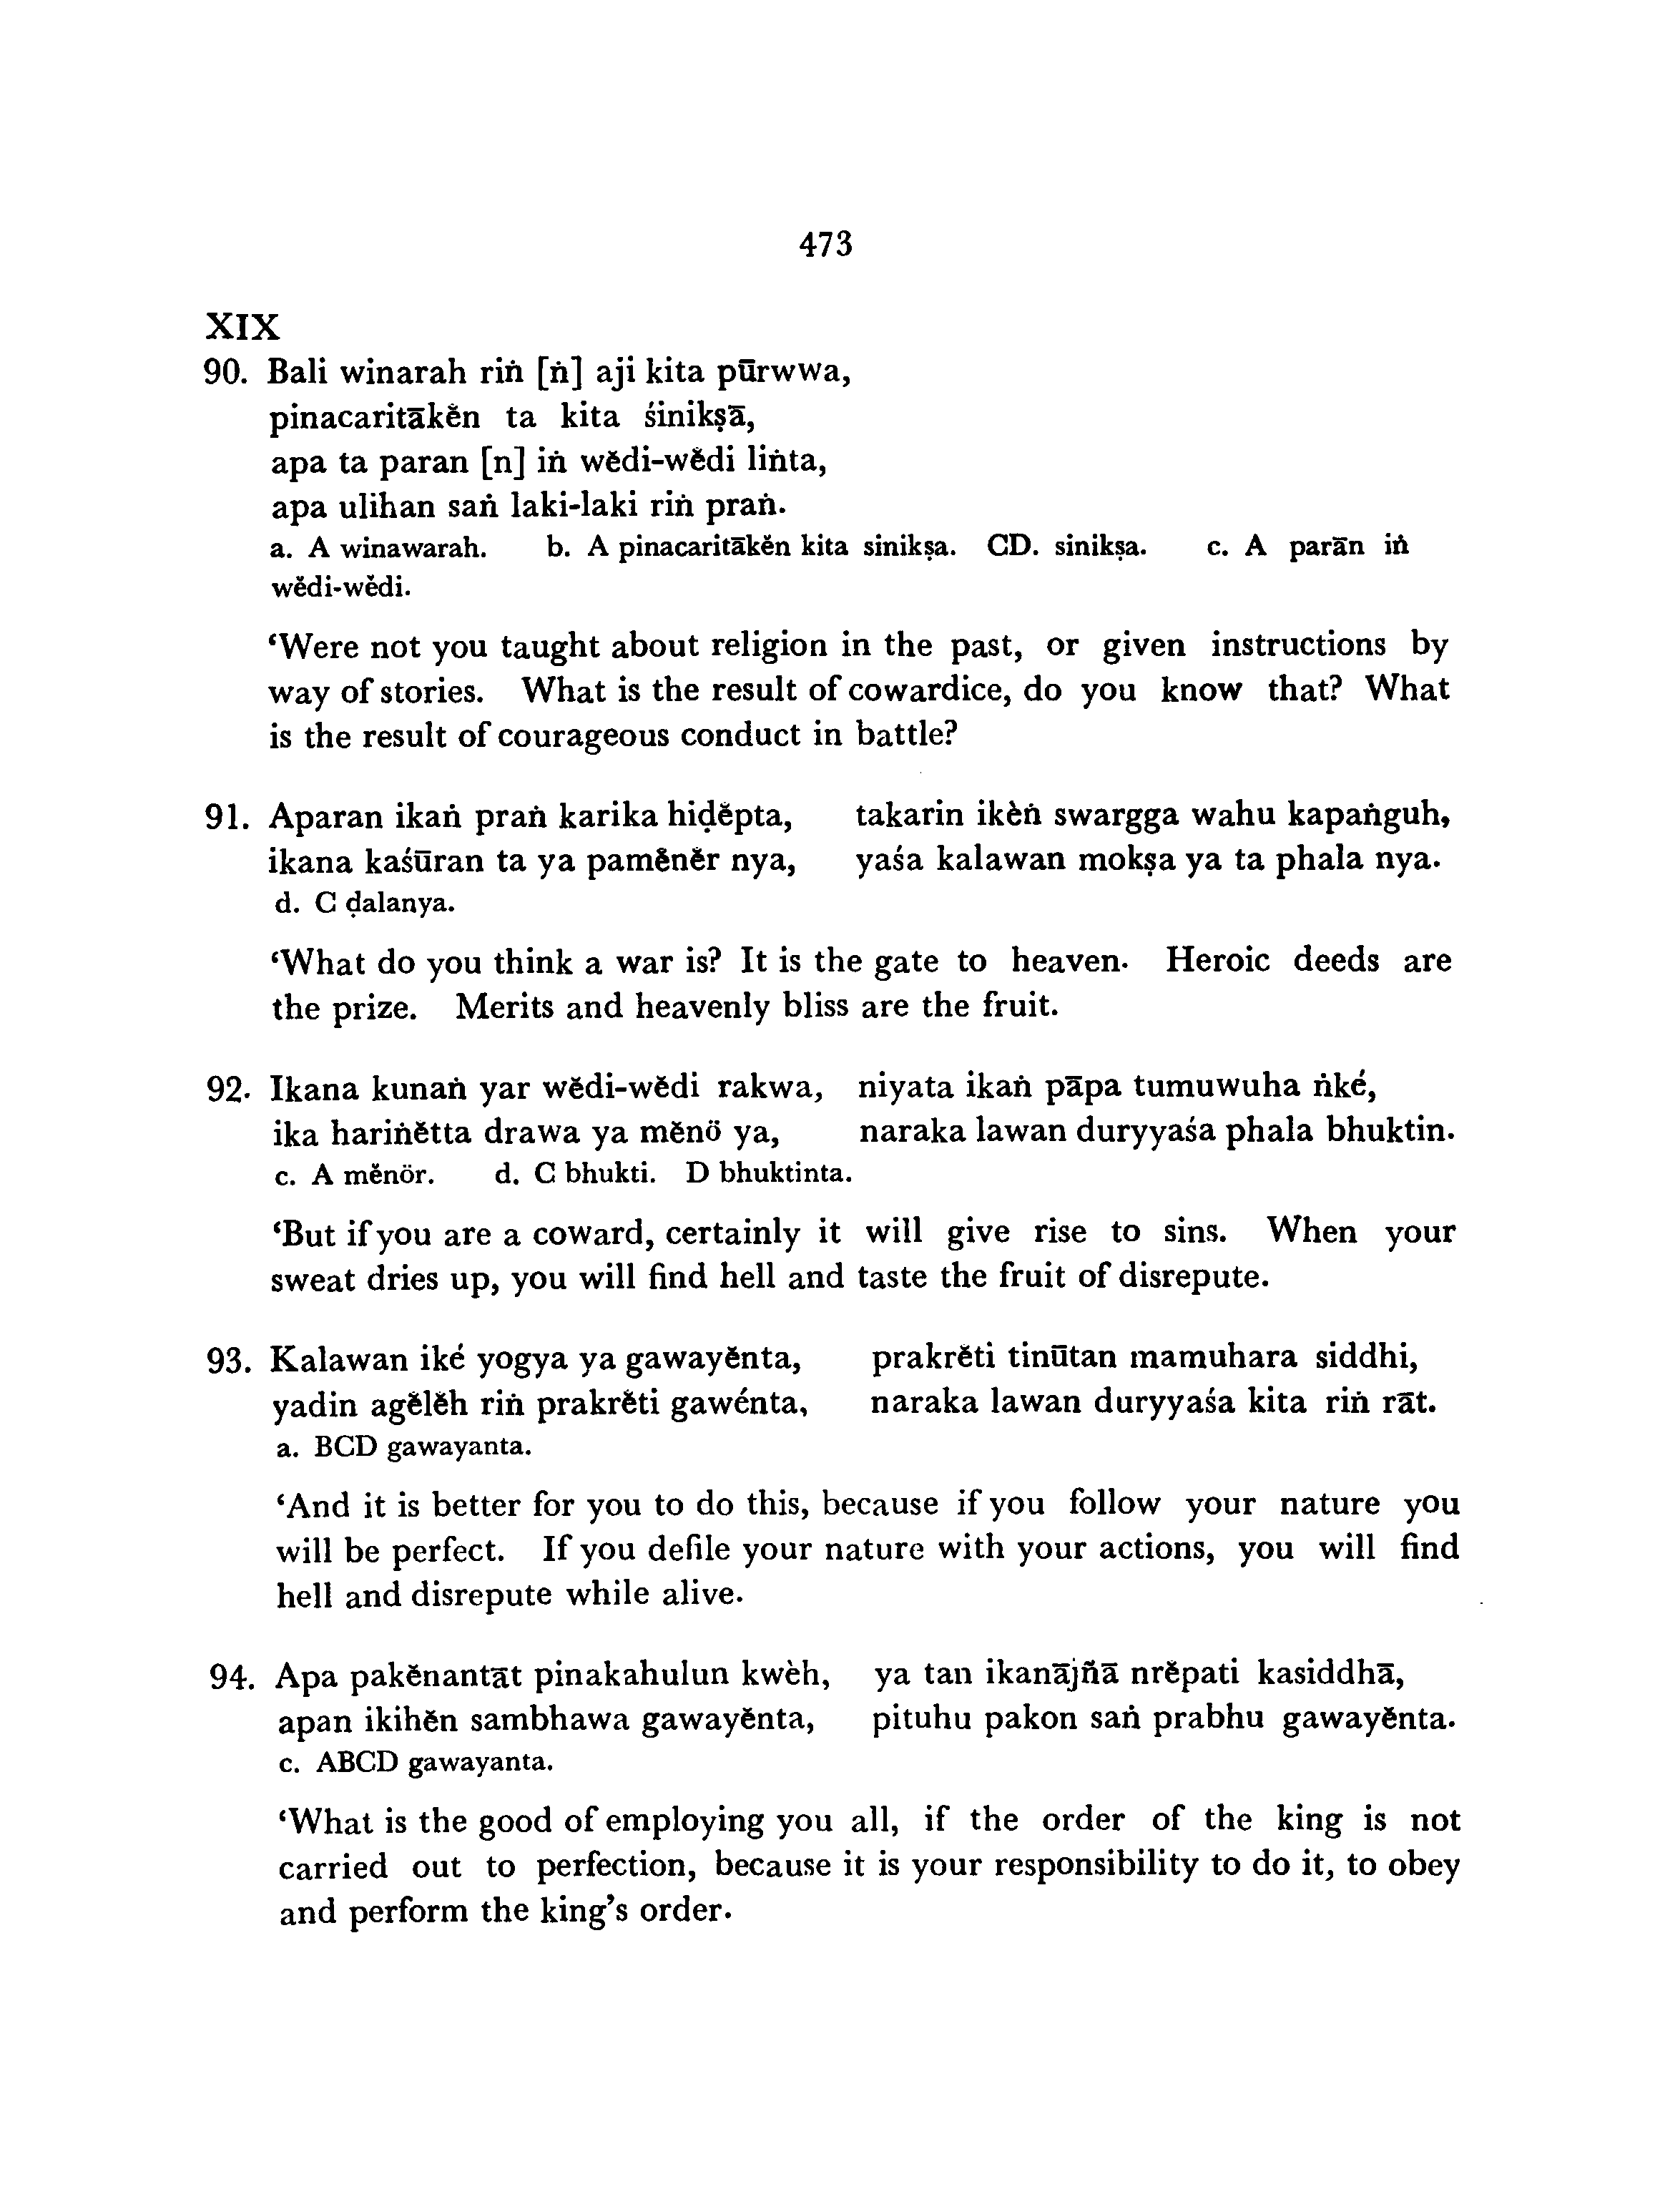 473
XIX
90. Bali winarah riṅ [ṅ] aji kita pūrwwa,
pinacaritākĕn ta kita śinikṣā,
apa ta paran [n] iṅ wĕdi-wĕdi liṅta,
apa ulihan saṅ laki-laki riṅ praṅ.
a. A winawarah. b. A pinacaritākĕn kita sinikṣa. CD. sinikṣa. c. A parān iṅ
wĕdi-wĕdi.
‘Were not you taught about religion in the past, or given instructions by
way of stories. What is the result of cowardice, do you know that? What
is the result of courageous conduct in battle?
91. Aparan ikaṅ praṅ karika hiḍĕpta, takarin ikèṅ swargga wahu kapaṅguh,
ikana kaśūran ta ya pamĕnĕr nya, yaśa kalawan mokṣa ya ta phala nya.
d. C ḍalanya.
‘What do you think a war is? It is the gate to heaven. Heroic deeds are
the prize. Merits and heavenly bliss are the fruit.
92. Ikana kunaṅ yar wĕdi-wĕdi rakwa, niyata ikaṅ pāpa tumuwuha ṅké,
ika hariṅĕtta drawa ya mĕnö ya, naraka lawan duryyaśa phala bhuktin.
c. A mĕnör. d. C bhukti. D bhuktinta.
‘But if you are a coward, certainly it will give rise to sins. When your
sweat dries up, you will find hell and taste the fruit of disrepute.
93. Kalawan iké yogya ya gawayĕnta, prakrĕti tinūtan mamuhara siddhi,
yadin agĕlĕh riṅ prakrĕti gawénta, naraka lawan duryyaśa kita riṅ rāt.
a. BCD gawayanta.
‘And it is better for you to do this, because if you follow your nature you
will be perfect. If you defile your nature with your actions, you will find
hell and disrepute while alive.
94. Apa pakĕnantāt pinakahulun kwèh, ya tan ikanājñā nrĕpati kasiddhā,
apan ikihĕn sambhawa gawayĕnta, pituhu pakon saṅ prabhu gawayĕnta.
c. ABCD gawayanta.
‘What is the good of employing you all, if the order of the king is not
carried out to perfection, because it is your responsibility to do it, to obey
and perform the king’s order.